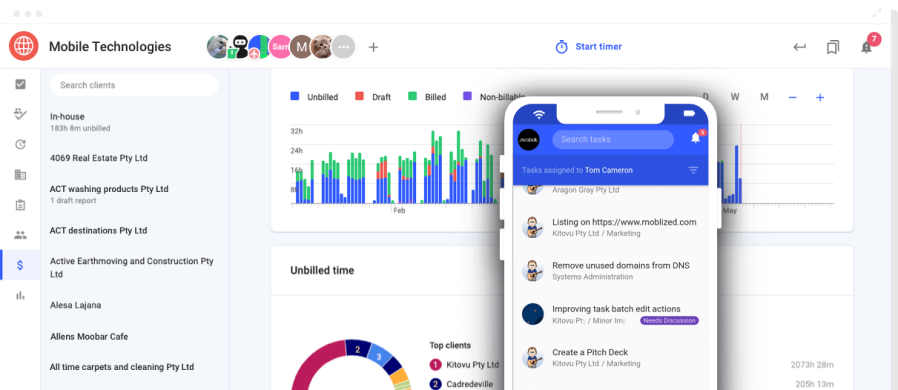 Mobile Technologies
Sam
M
Start timer
7
Search clients
In-house
183h 8m unbilled
4069 Real Estate Pty Ltd
ACT washing products Pty Ltd
1 draft report
ACT destinations Pty Ltd
Active Earthmoving and Construction Pty
Ltd
Alesa Lajana
Allens Moobar Cafe
All time carpets and cleaning Pty Ltd
Unbilled
Draft
Billed
Non-billable
D
W
M
32h
24h
16h
8h
Feb
May
Unbilled time
2
3
Top clients
1 Kitovu Pty Ltd
2 Cadredeville
2073h 28m
205h 13m
Search tasks
5
Tasks assigned to Tom Cameron
Aragon Gray Pty Ltd
Listing on https://www.moblized.com
Kitovu Pty Ltd / Marketing
Remove unused domains from DNS
Systems Administration
Improving task batch edit actions
Kitovu Pt / Minor Im
Needs Discussion
Create a Pitch Deck
Kitovu Pty Ltd / Marketing